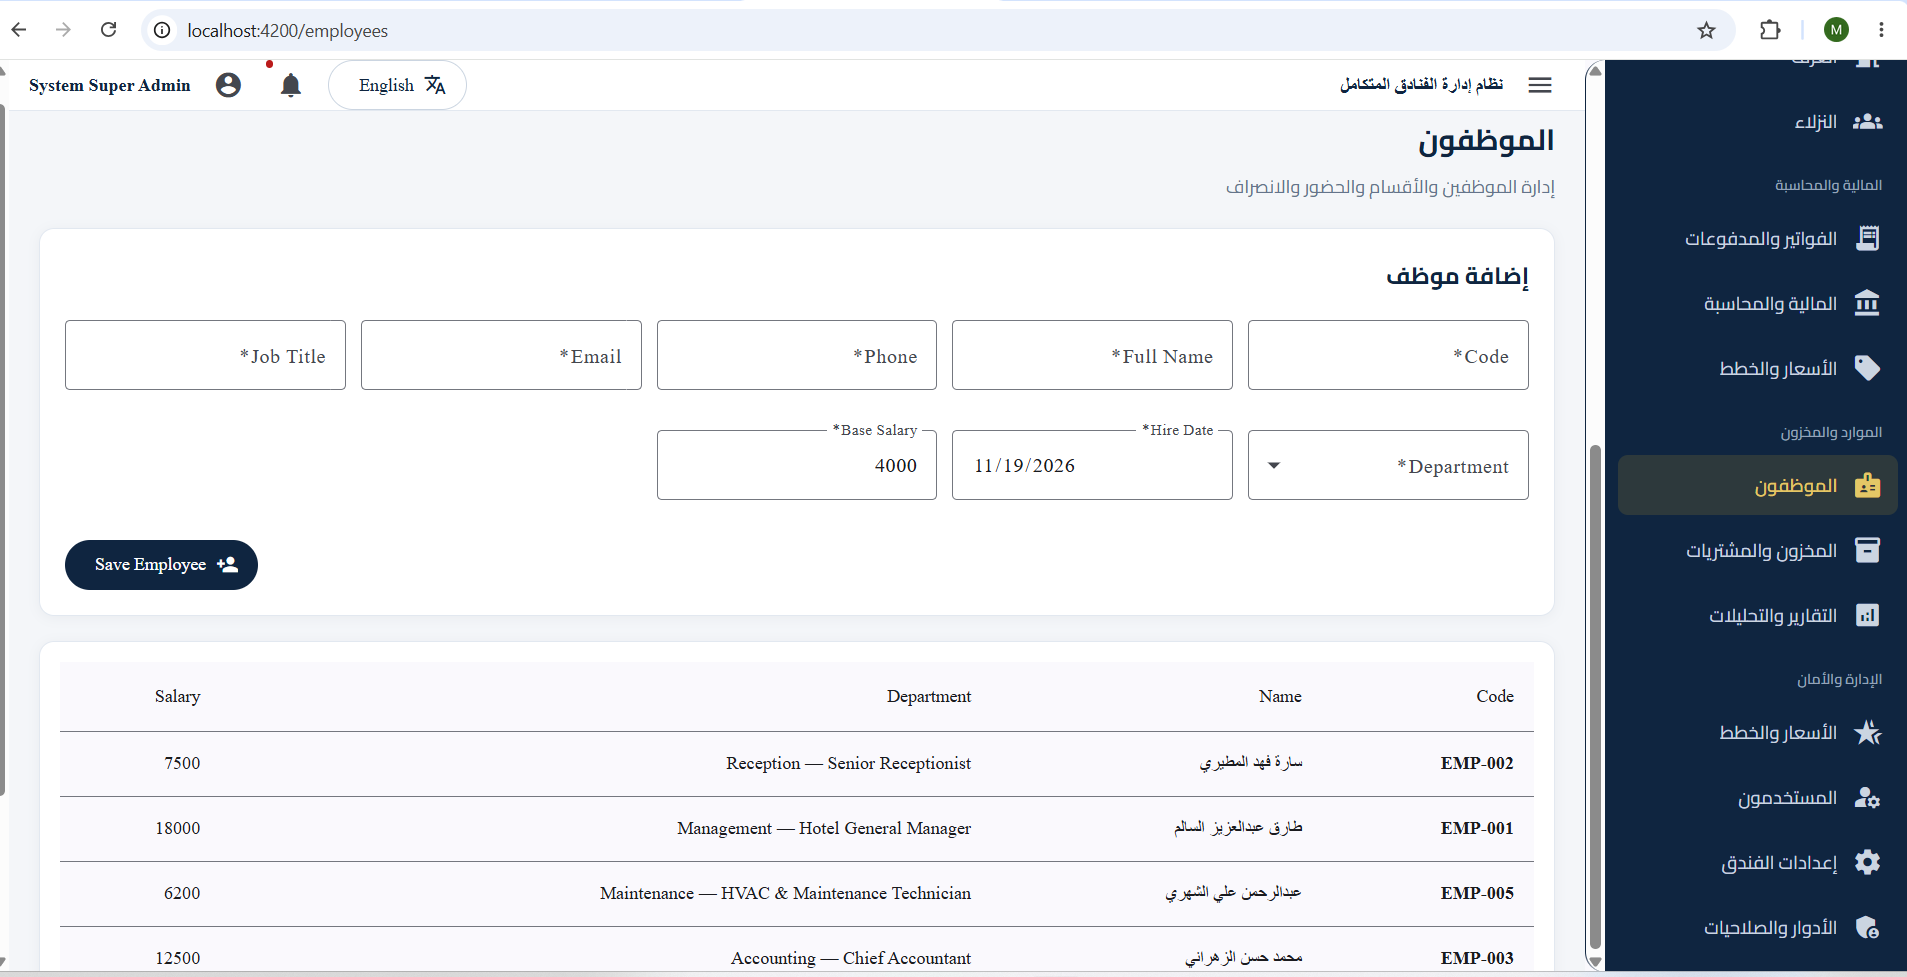 localhost:4200/employees
M
نظام إدارة الفنادق المتكامل
English
System Super Admin
الموظفون
إدارة الموظفين والأقسام والحضور والانصراف
إضافة موظف
Code*
Full Name*
Phone*
Email*
Job Title*
Department*
Hire Date*
11/19/2026
Base Salary*
4000
Save Employee
Code Name Department Salary
EMP-002 سارة فهد المطيري Reception — Senior Receptionist 7500
EMP-001 طارق عبدالعزيز السالم Management — Hotel General Manager 18000
EMP-005 عبدالرحمن علي الشهري Maintenance — HVAC & Maintenance Technician 6200
EMP-003 محمد حسن الزهراني Accounting — Chief Accountant 12500
النزلاء
المالية والمحاسبة
الفواتير والمدفوعات
المالية والمحاسبة
الأسعار والخطط
الموارد والمخزون
الموظفون
المخزون والمشتريات
التقارير والتحليلات
الإدارة والأمان
الأسعار والخطط
المستخدمون
إعدادات الفندق
الأدوار والصلاحيات